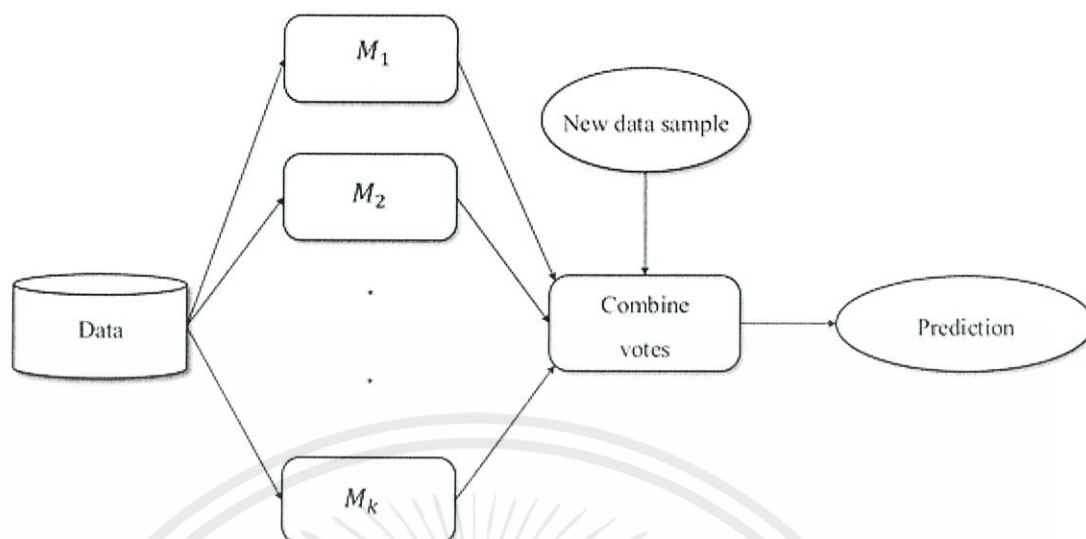 M₁
New data sample
M₂
Data
Combine
votes
Prediction
Mₖ